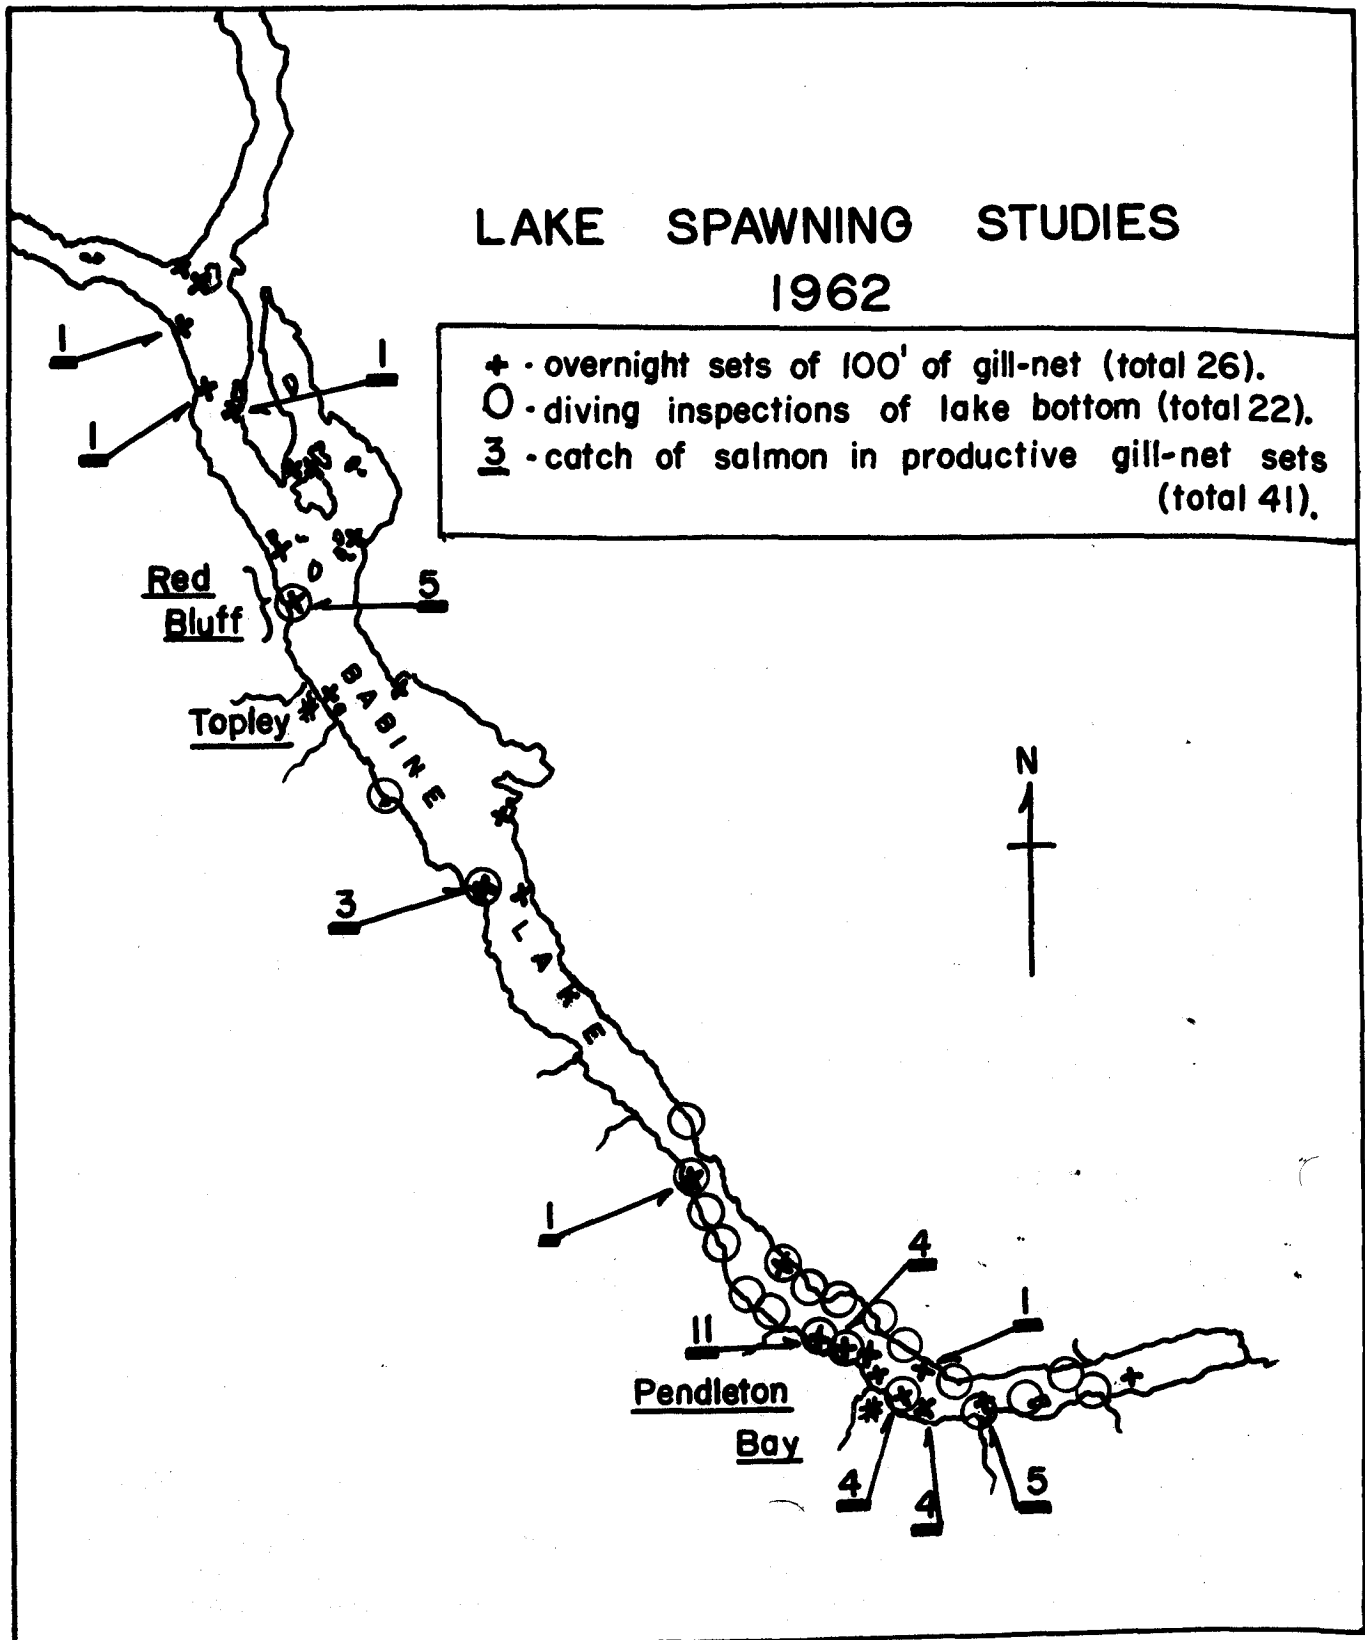 LAKE SPAWNING STUDIES
1962
+ - overnight sets of 100' of gill-net (total 26).
O - diving inspections of lake bottom (total 22).
3 - catch of salmon in productive gill-net sets
(total 41).
1
1
1
Red
Bluff
5
Topley
BABINE
N
3
LAKE
1
4
11
1
Pendleton
Bay
4
4
5